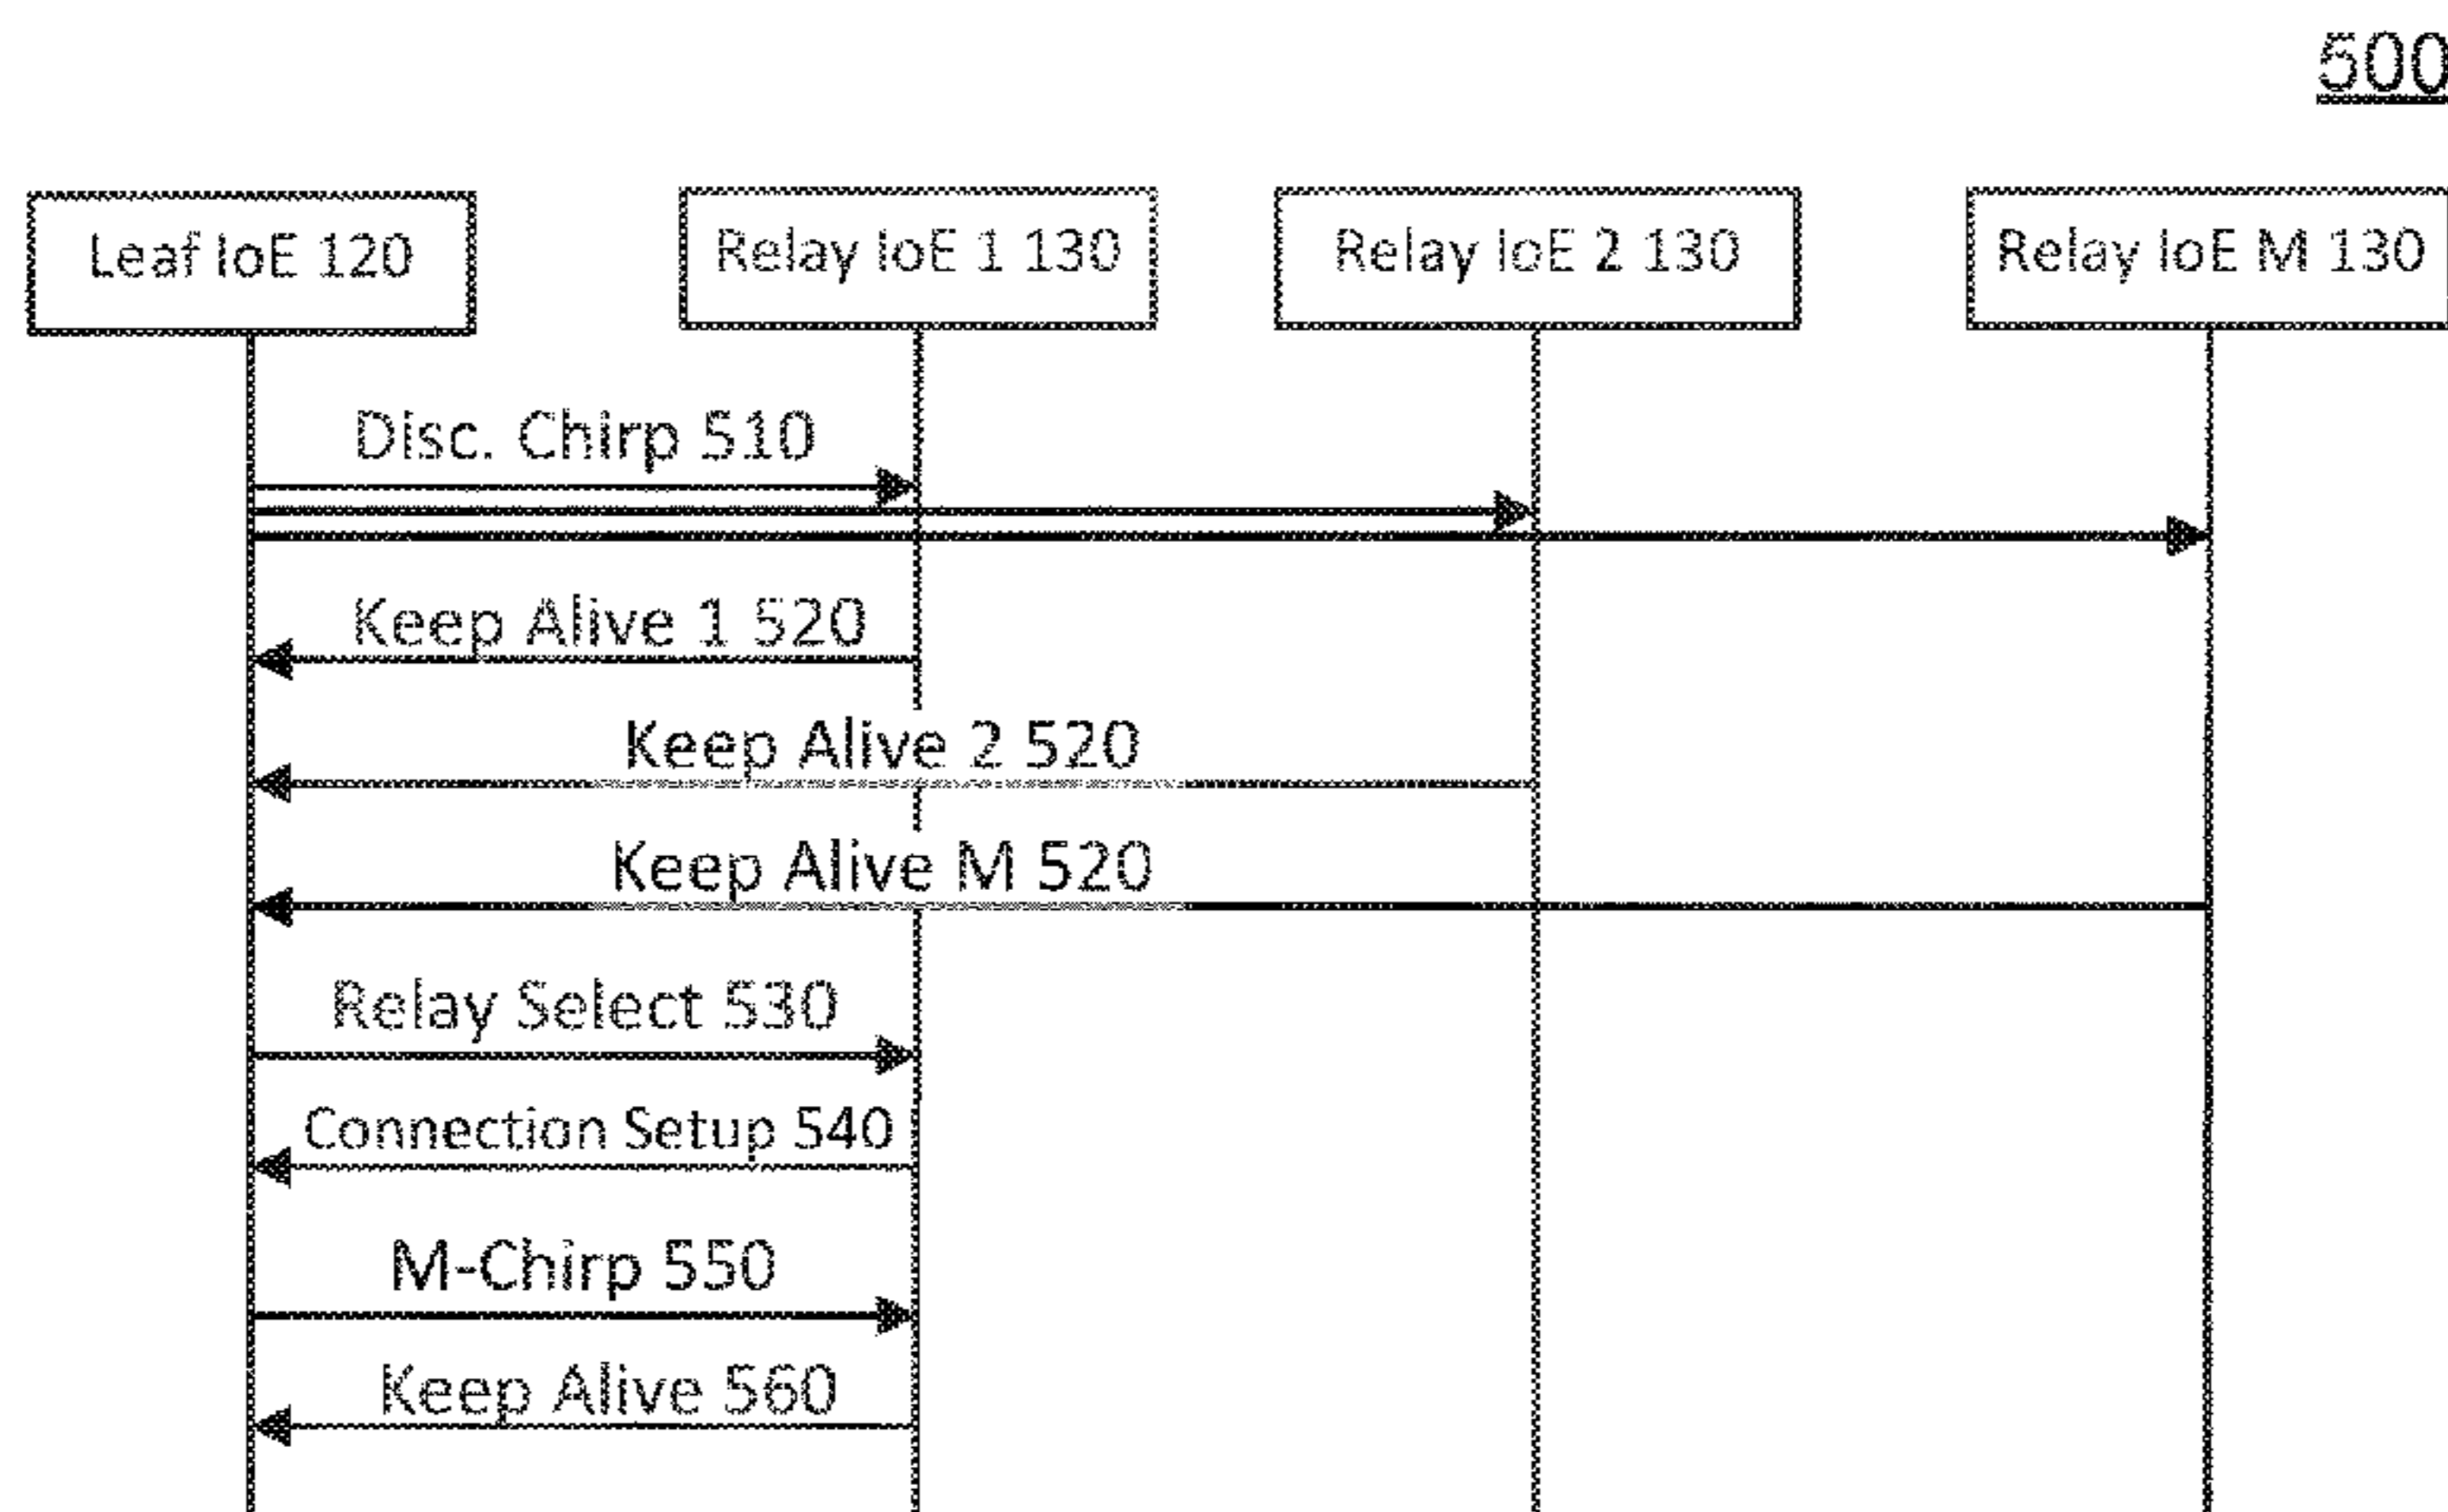 500
Leaf IoE 120
Relay IoE 1 130
Relay IoE 2 130
Relay IoE M 130
Disc. Chirp 510
Keep Alive 1 520
Keep Alive 2 520
Keep Alive M 520
Relay Select 530
Connection Setup 540
M-Chirp 550
Keep Alive 560